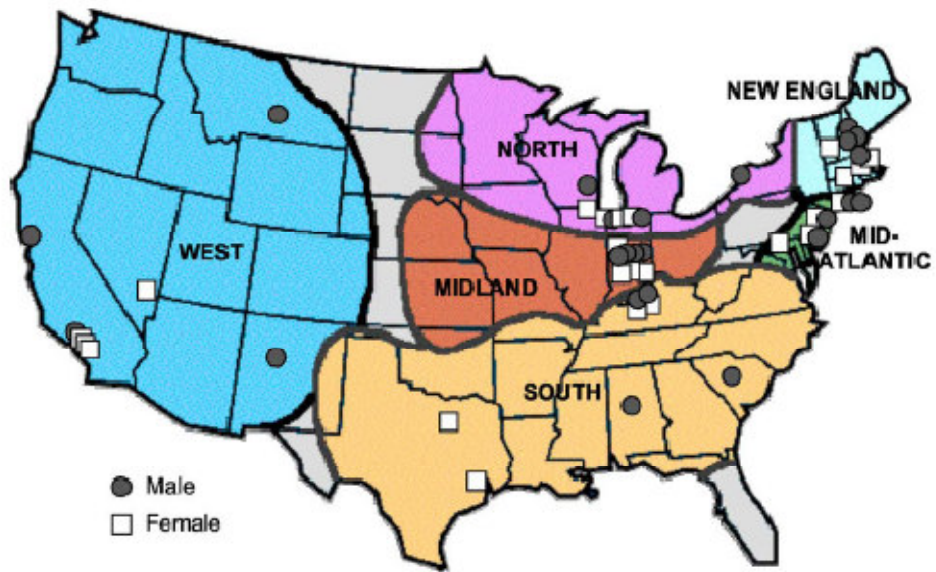 NEW ENGLAND
NORTH
WEST
MID-
ATLANTIC
MIDLAND
SOUTH
Male
Female